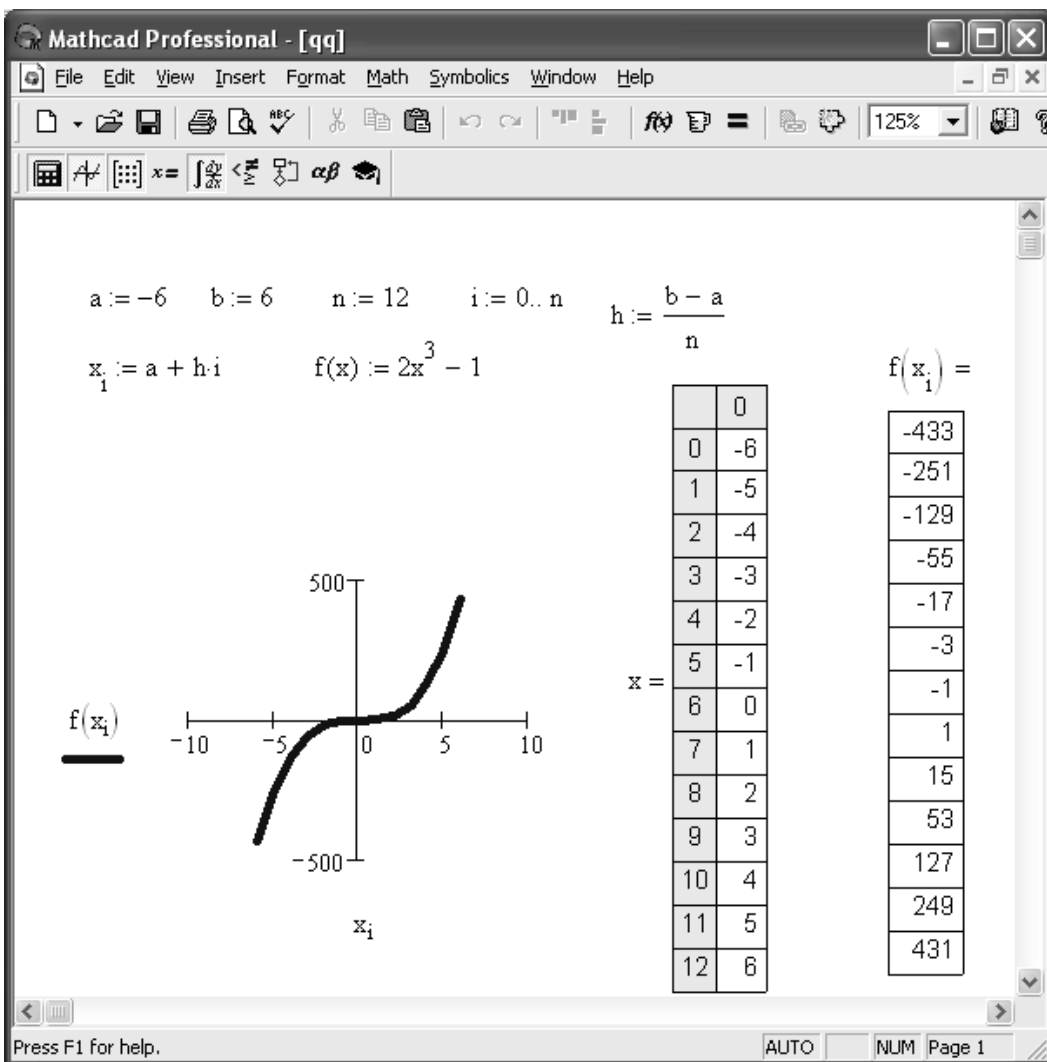 Mathcad Professional - [qq]
File Edit View Insert Format Math Symbolics Window Help
ABC f(x) = 125% ?
x= ∫ dy/dx <≠≥ αβ
a := −6 b := 6 n := 12 i := 0.. n h := (b − a)/n
x_i := a + h·i f(x) := 2x^3 − 1
f(x_i) =
x =
0
0 -6
1 -5
2 -4
3 -3
4 -2
5 -1
6 0
7 1
8 2
9 3
10 4
11 5
12 6
-433
-251
-129
-55
-17
-3
-1
1
15
53
127
249
431
500
f(x_i)
−10 −5 0 5 10
−500
x_i
Press F1 for help. AUTO NUM Page 1